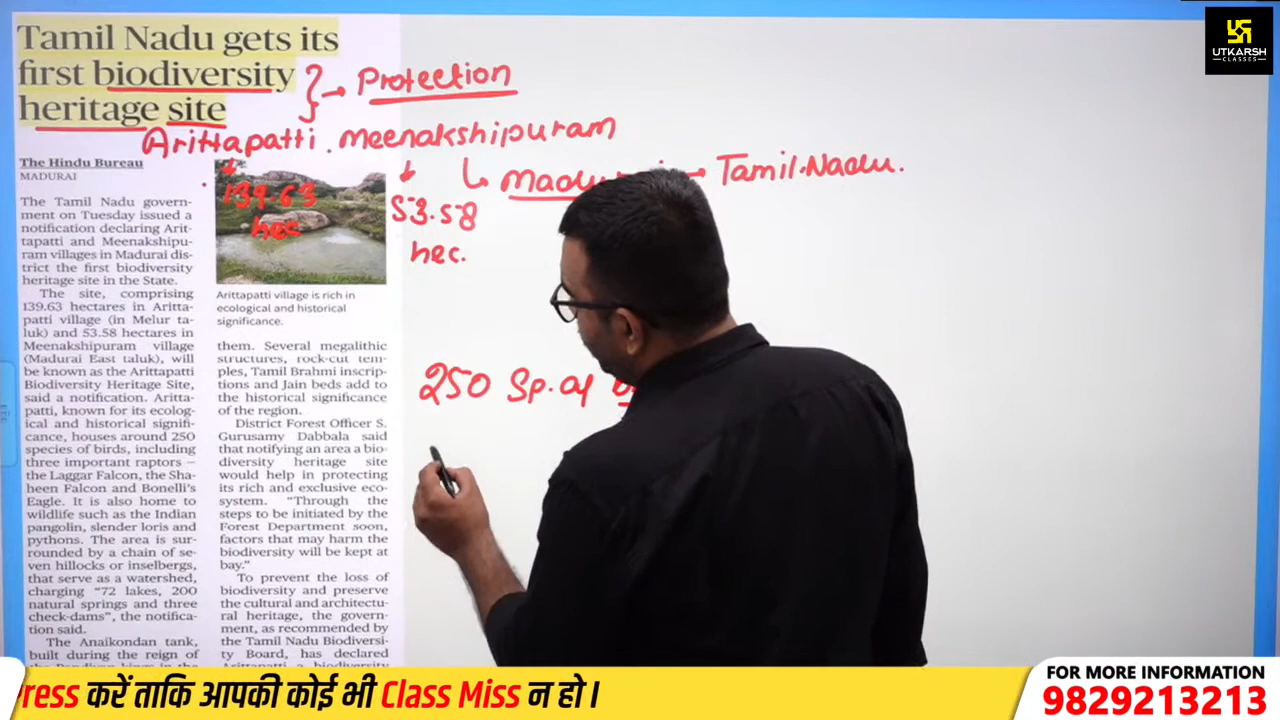 Tamil Nadu gets its
first biodiversity
heritage site
The Hindu Bureau
MADURAI
The Tamil Nadu govern-
ment on Tuesday issued a
notification declaring Arit-
tapatti and Meenakshipu-
ram villages in Madurai dis-
trict the first biodiversity
heritage site in the State.
The site, comprising
139.63 hectares in Aritta-
patti village (in Melur ta-
luk) and 53.58 hectares in
Meenakshipuram village
(Madurai East taluk), will
be known as the Arittapatti
Biodiversity Heritage Site,
said a notification. Aritta-
patti, known for its ecolog-
ical and historical signifi-
cance, houses around 250
species of birds, including
three important raptors –
the Laggar Falcon, the Sha-
heen Falcon and Bonelli's
Eagle. It is also home to
wildlife such as the Indian
pangolin, slender loris and
pythons. The area is sur-
rounded by a chain of se-
ven hillocks or inselbergs,
that serve as a watershed,
charging "72 lakes, 200
natural springs and three
check-dams", the notifica-
tion said.
The Anaikondan tank,
built during the reign of
Arittapatti village is rich in
ecological and historical
significance.
them. Several megalithic
structures, rock-cut tem-
ples, Tamil Brahmi inscrip-
tions and Jain beds add to
the historical significance
of the region.
District Forest Officer S.
Gurusamy Dabbala said
that notifying an area a bio-
diversity heritage site
would help in protecting
its rich and exclusive eco-
system. "Through the
steps to be initiated by the
Forest Department soon,
factors that may harm the
biodiversity will be kept at
bay."
To prevent the loss of
biodiversity and preserve
the cultural and architectu-
ral heritage, the govern-
ment, as recommended by
the Tamil Nadu Biodiversi-
ty Board, has declared
Arittapatti a biodiversity
Protection
Arittapatti . meenakshipuram
139.63
hec
53.58
hec.
Tamil.Nadu.
250 Sp. of
UTKARSH
CLASSES
Press करें ताकि आपकी कोई भी Class Miss न हो ।
FOR MORE INFORMATION
9829213213